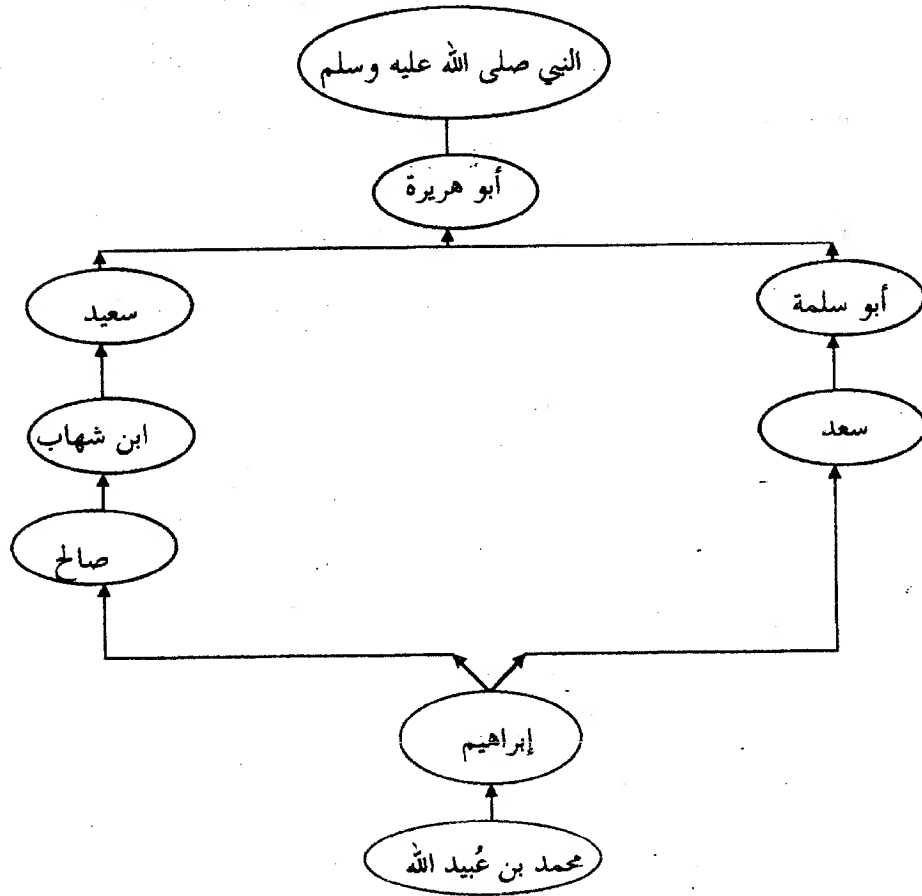 النبي صلى الله عليه وسلم
أبو هريرة
أبو سلمة
سعيد
سعد
ابن شهاب
صالح
إبراهيم
محمد بن عُبيد الله